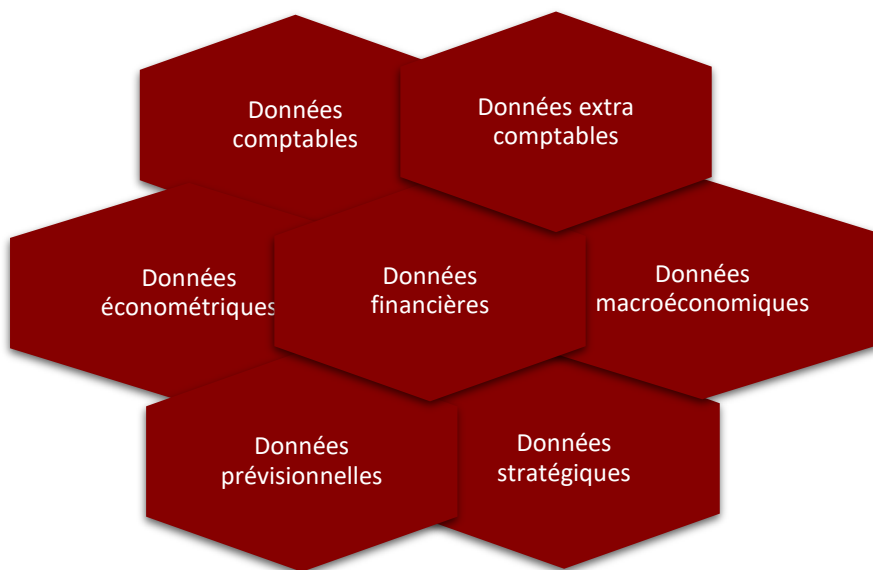 Données
comptables
Données extra
comptables
Données
économétriques
Données
financières
Données
macroéconomiques
Données
prévisionnelles
Données
stratégiques